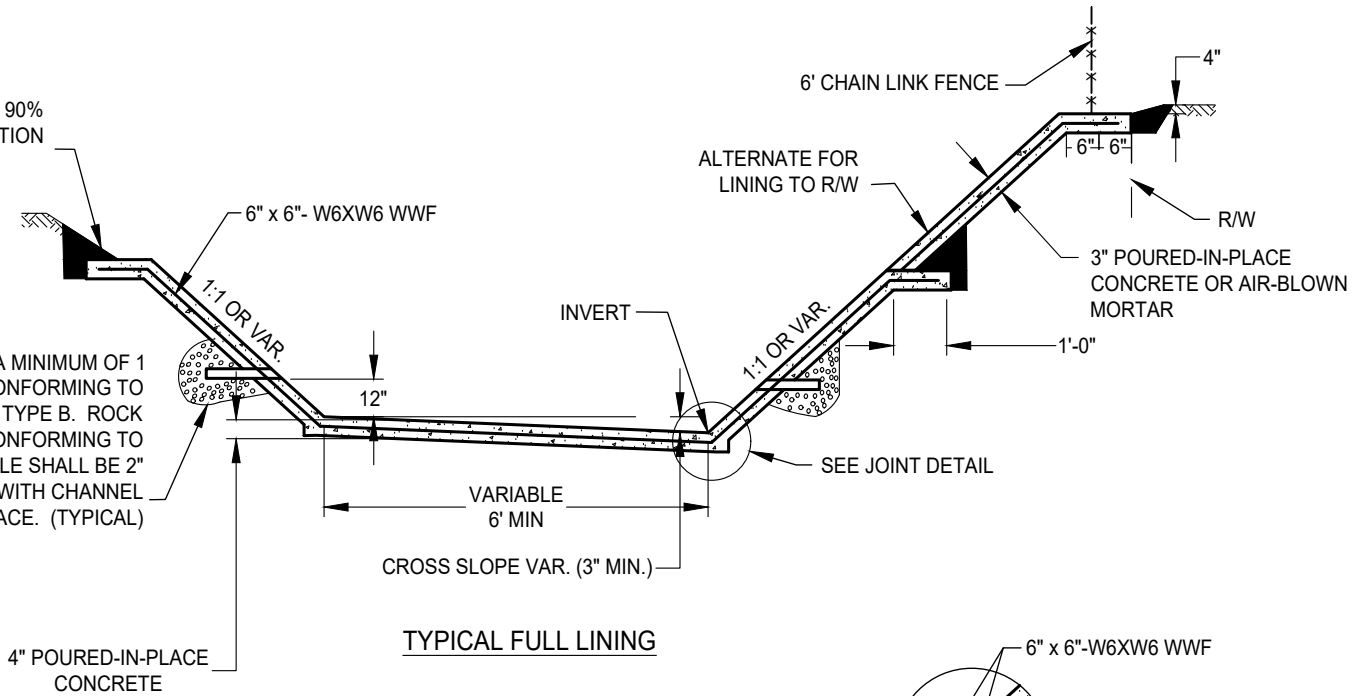 6' CHAIN LINK FENCE
4"
90%
TION
ALTERNATE FOR
LINING TO R/W
6" 6"
6" x 6"- W6XW6 WWF
R/W
3" POURED-IN-PLACE
CONCRETE OR AIR-BLOWN
MORTAR
1:1 OR VAR.
INVERT
1:1 OR VAR.
1'-0"
A MINIMUM OF 1
ONFORMING TO
TYPE B. ROCK
ONFORMING TO
LE SHALL BE 2"
WITH CHANNEL
ACE. (TYPICAL)
12"
SEE JOINT DETAIL
VARIABLE
6' MIN
CROSS SLOPE VAR. (3" MIN.)
TYPICAL FULL LINING
4" POURED-IN-PLACE
CONCRETE
6" x 6"-W6XW6 WWF